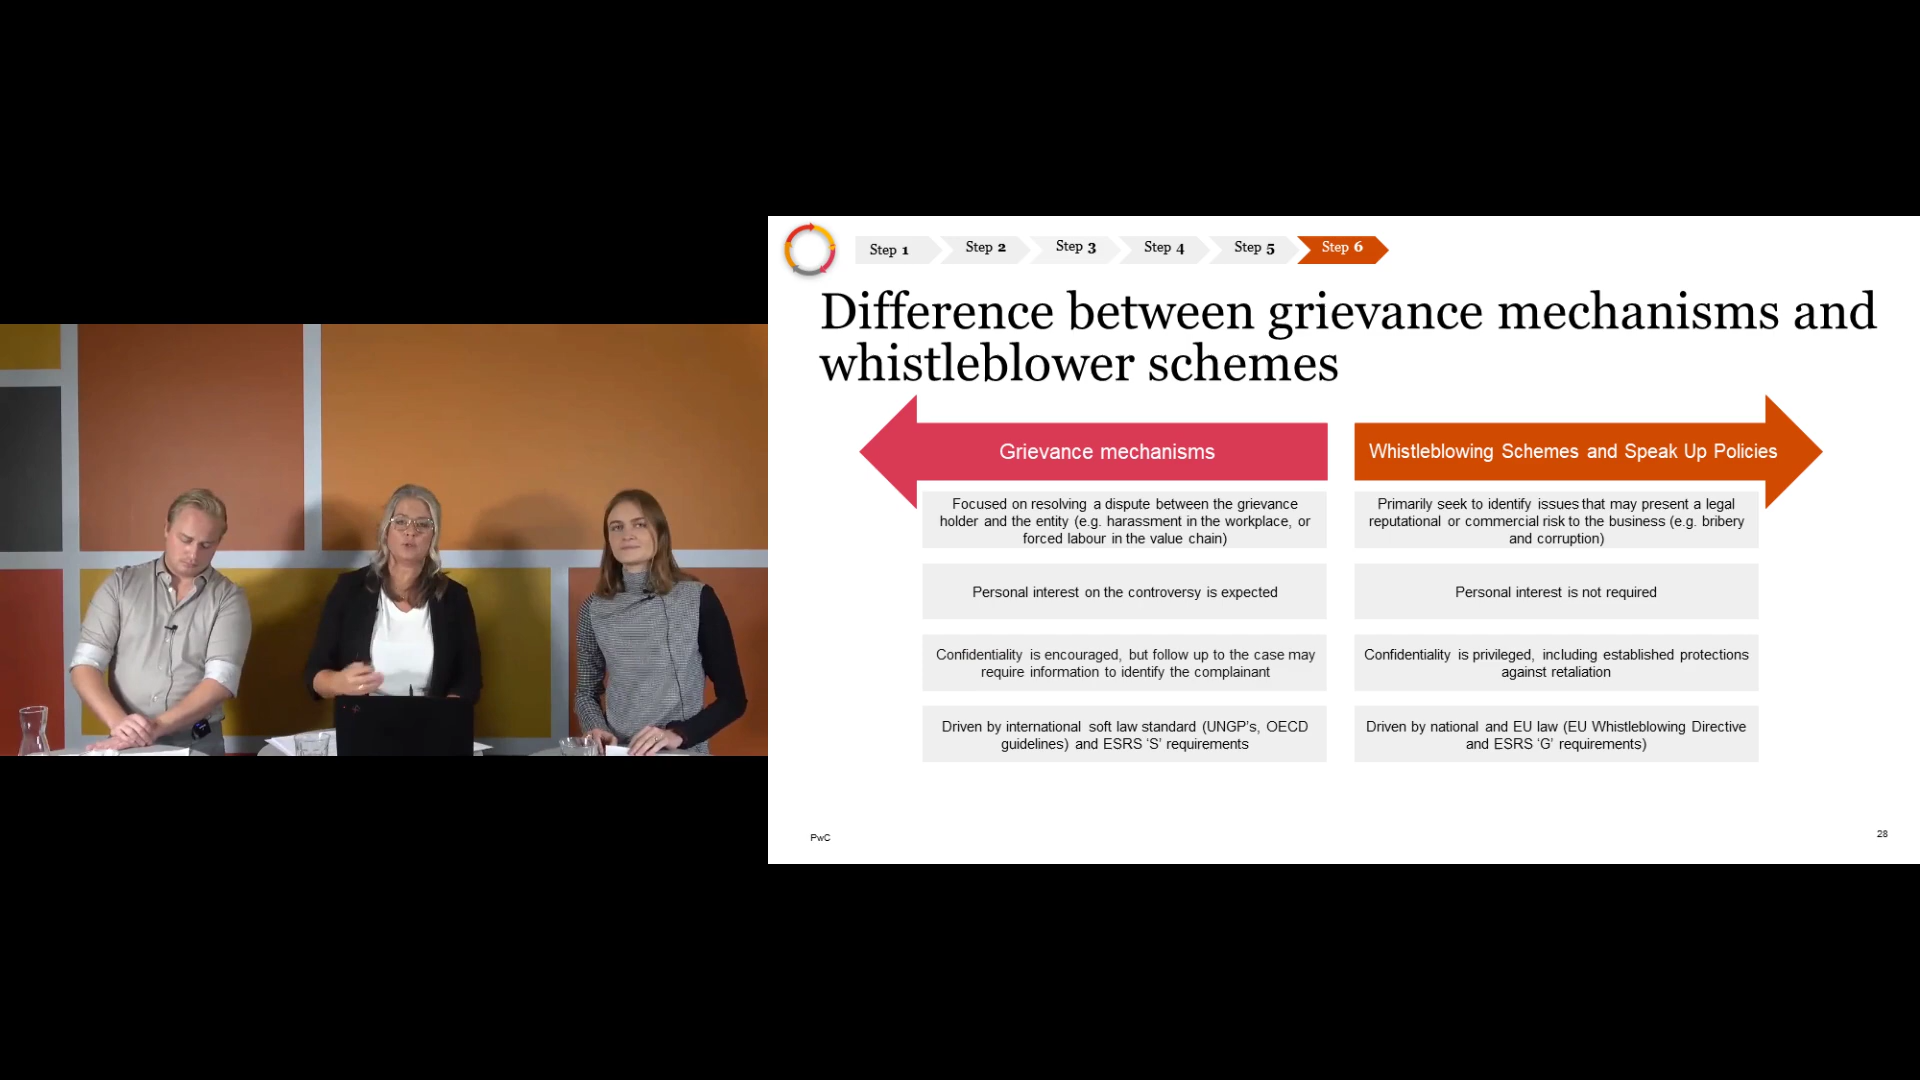 Step 1
Step 2
Step 3
Step 4
Step 5
Step 6
Difference between grievance mechanisms and
whistleblower schemes
Grievance mechanisms
Focused on resolving a dispute between the grievance
holder and the entity (e.g. harassment in the workplace, or
forced labour in the value chain)
Personal interest on the controversy is expected
Confidentiality is encouraged, but follow up to the case may
require information to identify the complainant
Driven by international soft law standard (UNGP’s, OECD
guidelines) and ESRS ‘S’ requirements
Whistleblowing Schemes and Speak Up Policies
Primarily seek to identify issues that may present a legal
reputational or commercial risk to the business (e.g. bribery
and corruption)
Personal interest is not required
Confidentiality is privileged, including established protections
against retaliation
Driven by national and EU law (EU Whistleblowing Directive
and ESRS ‘G’ requirements)
PwC
28